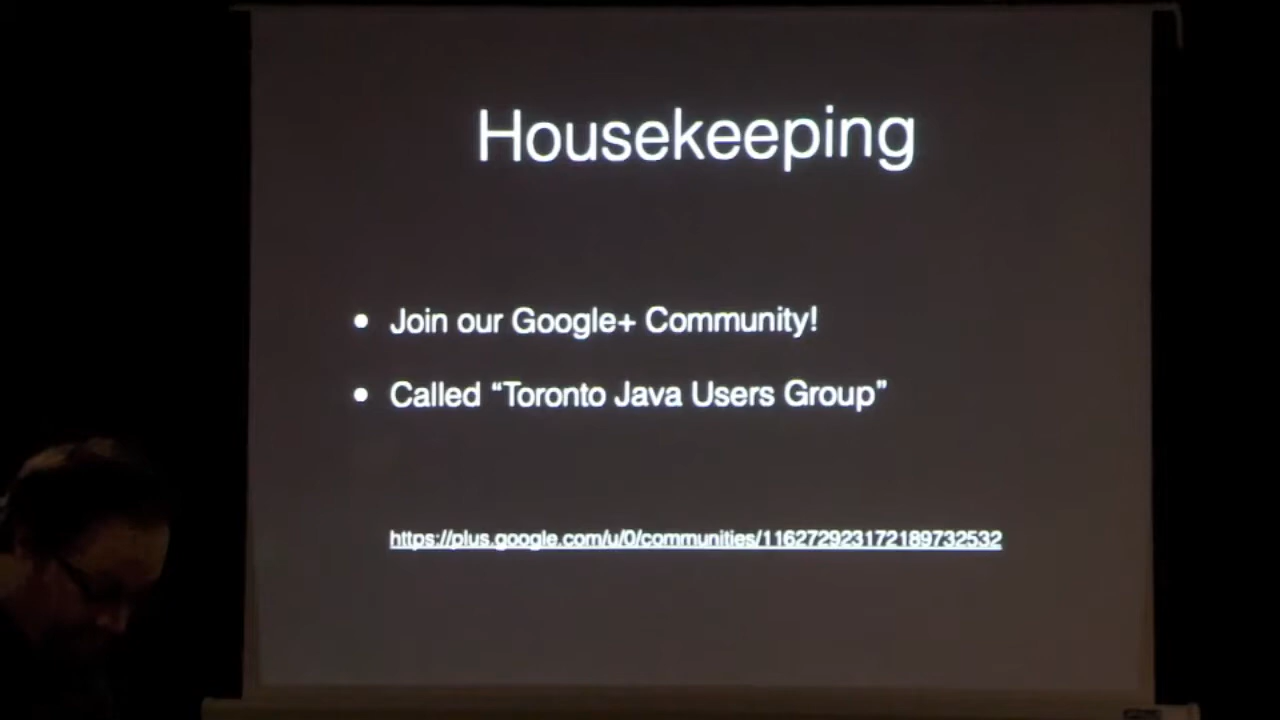 Housekeeping
• Join our Google+ Community!
• Called “Toronto Java Users Group”
https://plus.google.com/u/0/communities/116272923172189732532